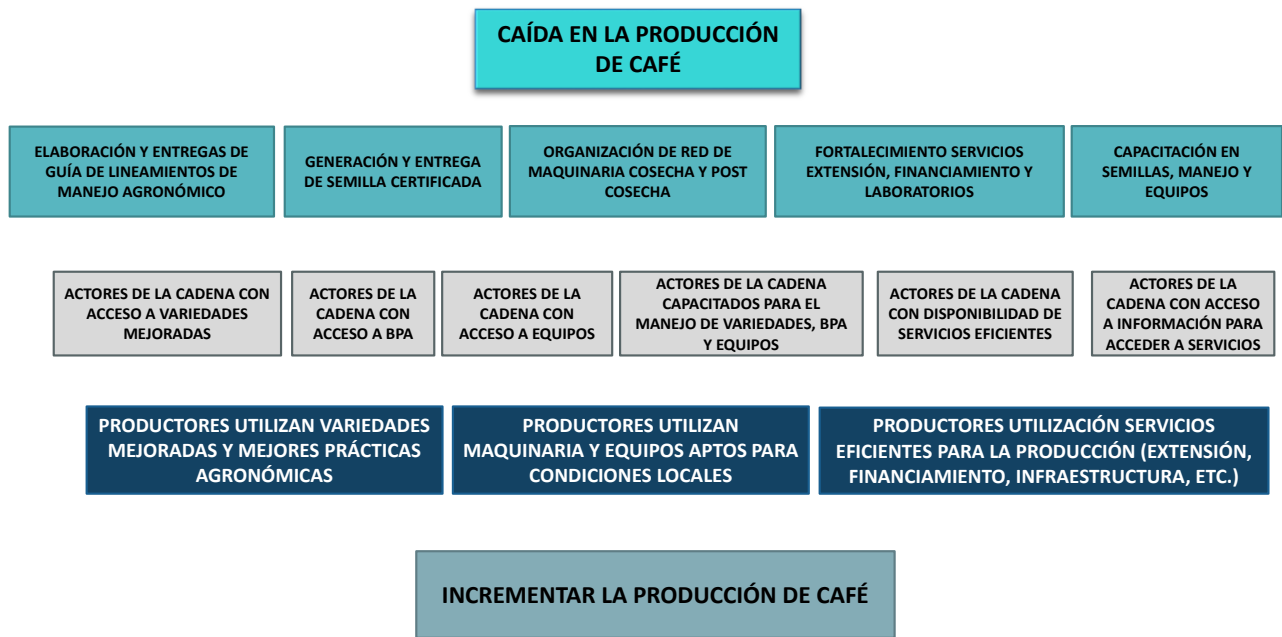 CAÍDA EN LA PRODUCCIÓN
DE CAFÉ
ELABORACIÓN Y ENTREGAS DE
GUÍA DE LINEAMIENTOS DE
MANEJO AGRONÓMICO
GENERACIÓN Y ENTREGA
DE SEMILLA CERTIFICADA
ORGANIZACIÓN DE RED DE
MAQUINARIA COSECHA Y POST
COSECHA
FORTALECIMIENTO SERVICIOS
EXTENSIÓN, FINANCIAMIENTO Y
LABORATORIOS
CAPACITACIÓN EN
SEMILLAS, MANEJO Y
EQUIPOS
ACTORES DE LA CADENA CON
ACCESO A VARIEDADES
MEJORADAS
ACTORES DE LA
CADENA CON
ACCESO A BPA
ACTORES DE LA
CADENA CON
ACCESO A EQUIPOS
ACTORES DE LA CADENA
CAPACITADOS PARA EL
MANEJO DE VARIEDADES, BPA
Y EQUIPOS
ACTORES DE LA CADENA
CON DISPONIBILIDAD DE
SERVICIOS EFICIENTES
ACTORES DE LA
CADENA CON ACCESO
A INFORMACIÓN PARA
ACCEDER A SERVICIOS
PRODUCTORES UTILIZAN VARIEDADES
MEJORADAS Y MEJORES PRÁCTICAS
AGRONÓMICAS
PRODUCTORES UTILIZAN
MAQUINARIA Y EQUIPOS APTOS PARA
CONDICIONES LOCALES
PRODUCTORES UTILIZACIÓN SERVICIOS
EFICIENTES PARA LA PRODUCCIÓN (EXTENSIÓN,
FINANCIAMIENTO, INFRAESTRUCTURA, ETC.)
INCREMENTAR LA PRODUCCIÓN DE CAFÉ